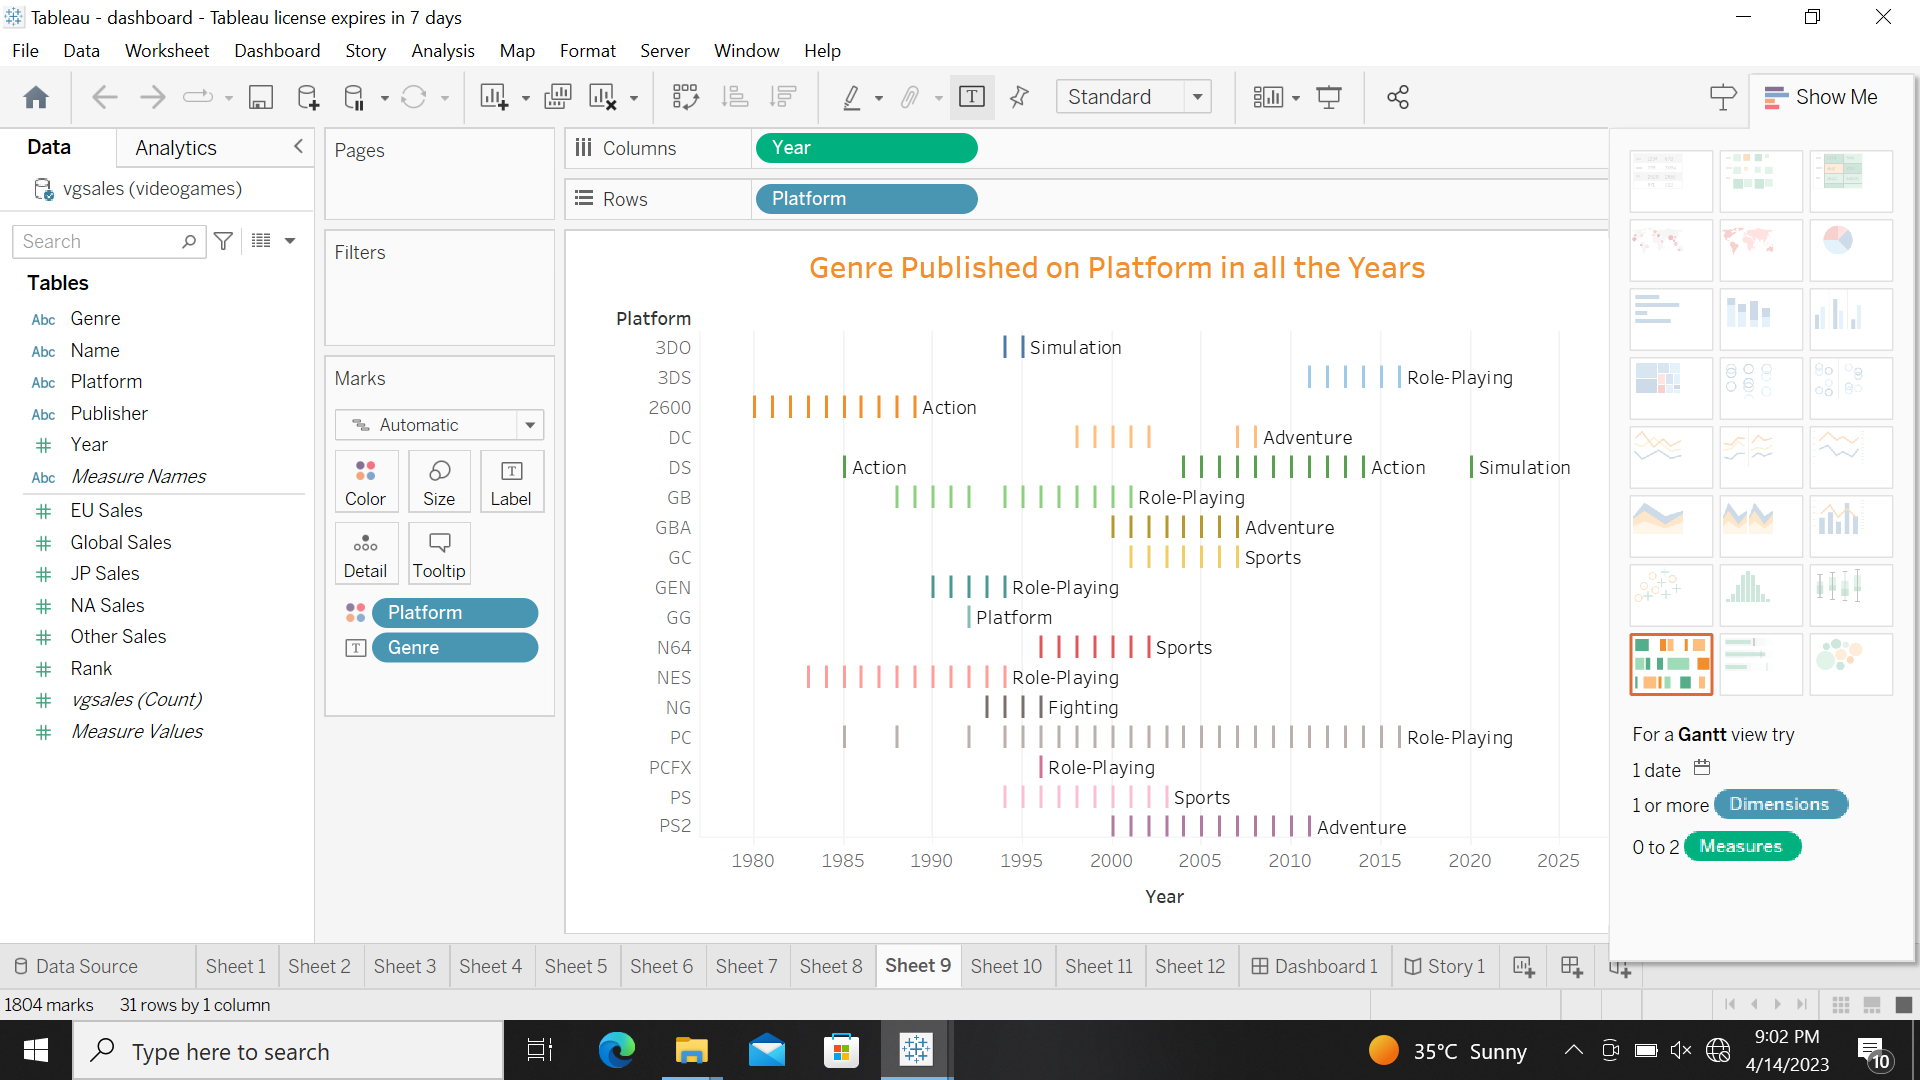 Tableau - dashboard - Tableau license expires in 7 days
File Data Worksheet Dashboard Story Analysis Map Format Server Window Help
Standard
Show Me
Data Analytics
vgsales (videogames)
Search
Tables
Abc Genre
Abc Name
Abc Platform
Abc Publisher
Year
Abc Measure Names
EU Sales
Global Sales
JP Sales
NA Sales
Other Sales
Rank
vgsales (Count)
Measure Values
Pages
Filters
Marks
Automatic
Color Size Label
Detail Tooltip
Platform
Genre
Columns Year
Rows Platform
Genre Published on Platform in all the Years
Platform
3DO Simulation
3DS Role-Playing
2600 Action
DC Adventure
DS Action Action Simulation
GB Role-Playing
GBA Adventure
GC Sports
GEN Role-Playing
GG Platform
N64 Sports
NES Role-Playing
NG Fighting
PC Role-Playing
PCFX Role-Playing
PS Sports
PS2 Adventure
1980 1985 1990 1995 2000 2005 2010 2015 2020 2025
Year
For a Gantt view try
1 date
1 or more Dimensions
0 to 2 Measures
Data Source Sheet 1 Sheet 2 Sheet 3 Sheet 4 Sheet 5 Sheet 6 Sheet 7 Sheet 8 Sheet 9 Sheet 10 Sheet 11 Sheet 12 Dashboard 1 Story 1
1804 marks 31 rows by 1 column
Type here to search
35°C Sunny
9:02 PM
4/14/2023
10